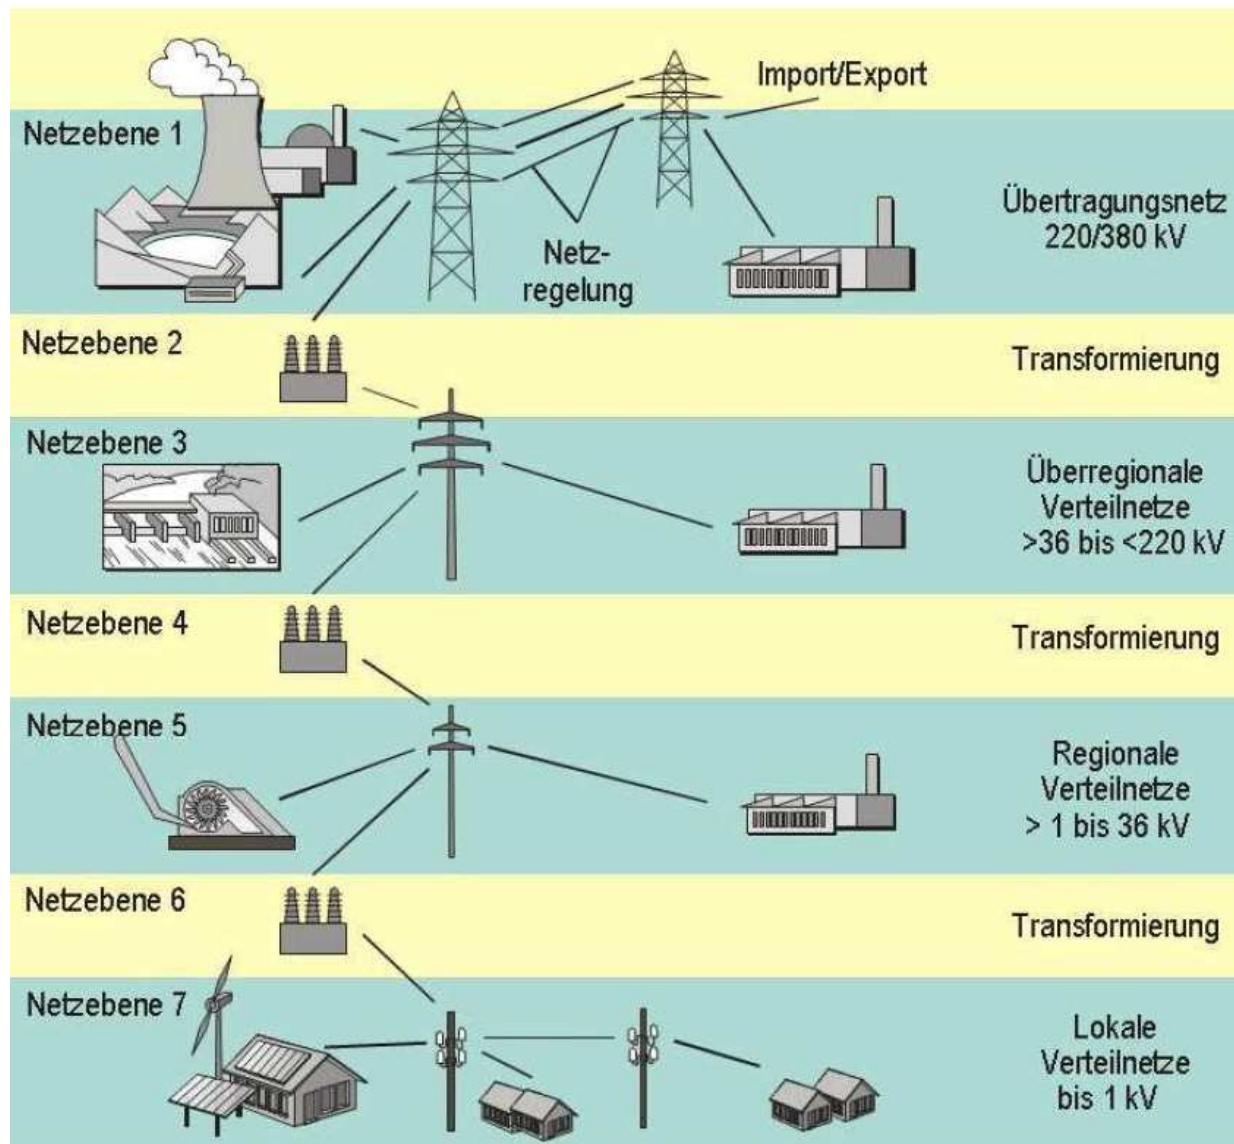 Import/Export
Netzebene 1
Übertragungsnetz
220/380 kV
Netz-
regelung
Netzebene 2
Transformierung
Netzebene 3
Überregionale
Verteilnetze
>36 bis <220 kV
Netzebene 4
Transformierung
Netzebene 5
Regionale
Verteilnetze
> 1 bis 36 kV
Netzebene 6
Transformierung
Netzebene 7
Lokale
Verteilnetze
bis 1 kV